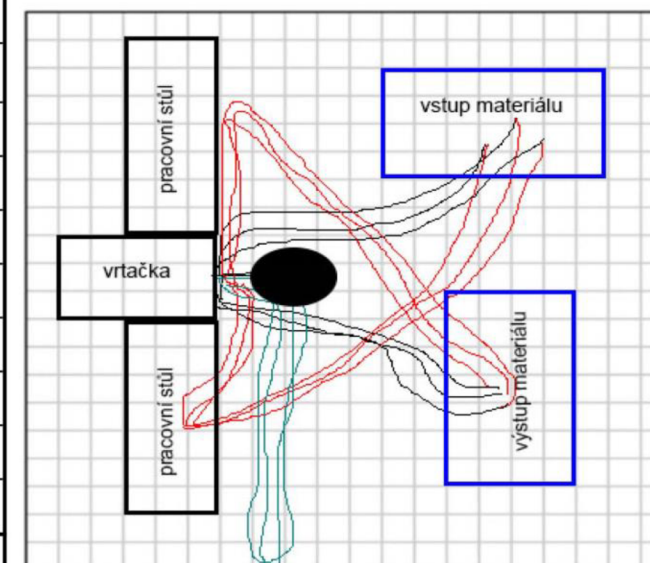 pracovní stůl
vstup materiálu
vrtačka
pracovní stůl
výstup materiálu